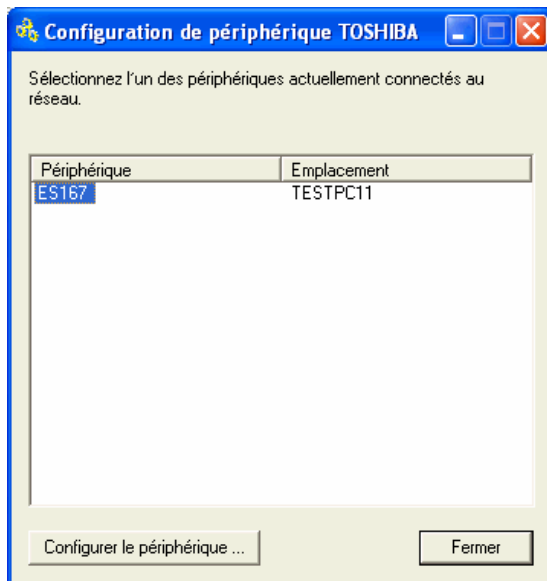 Configuration de périphérique TOSHIBA
Sélectionnez l'un des périphériques actuellement connectés au
réseau.
Périphérique Emplacement
ES167 TESTPC11
Configurer le périphérique ... Fermer